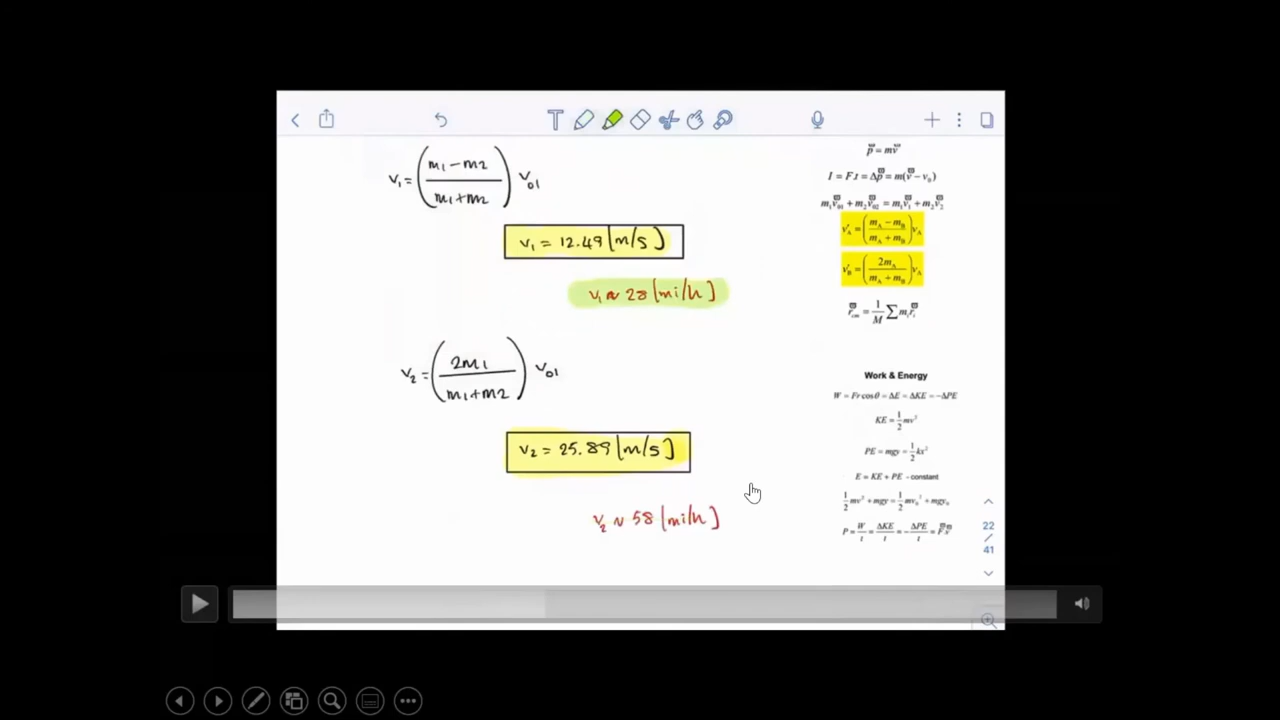 v₁ = ( m₁ − m₂ / m₁ + m₂ ) v₀₁
v₁ = 12.49 [m/s]
v₁ ≈ 28 [mi/h]
v₂ = ( 2m₁ / m₁ + m₂ ) v₀₁
v₂ = 25.89 [m/s]
v₂ ≈ 58 [mi/h]
p = mv
I = F.t = Δp = m(v − v₀)
m₁v₀₁ + m₂v₀₂ = m₁v₁ + m₂v₂
v'A = ( mA − mB / mA + mB ) vA
v'B = ( 2mA / mA + mB ) vA
rcm = 1/M ∑ mᵢrᵢ
Work & Energy
W = Fr cos θ = ΔE = ΔKE = −ΔPE
KE = 1/2 mv²
PE = mgy = 1/2 kx²
E = KE + PE - constant
1/2 mv² + mgy = 1/2 mv₀² + mgy₀
P = W/t = ΔKE/t = −ΔPE/t = F.v
22
/
41